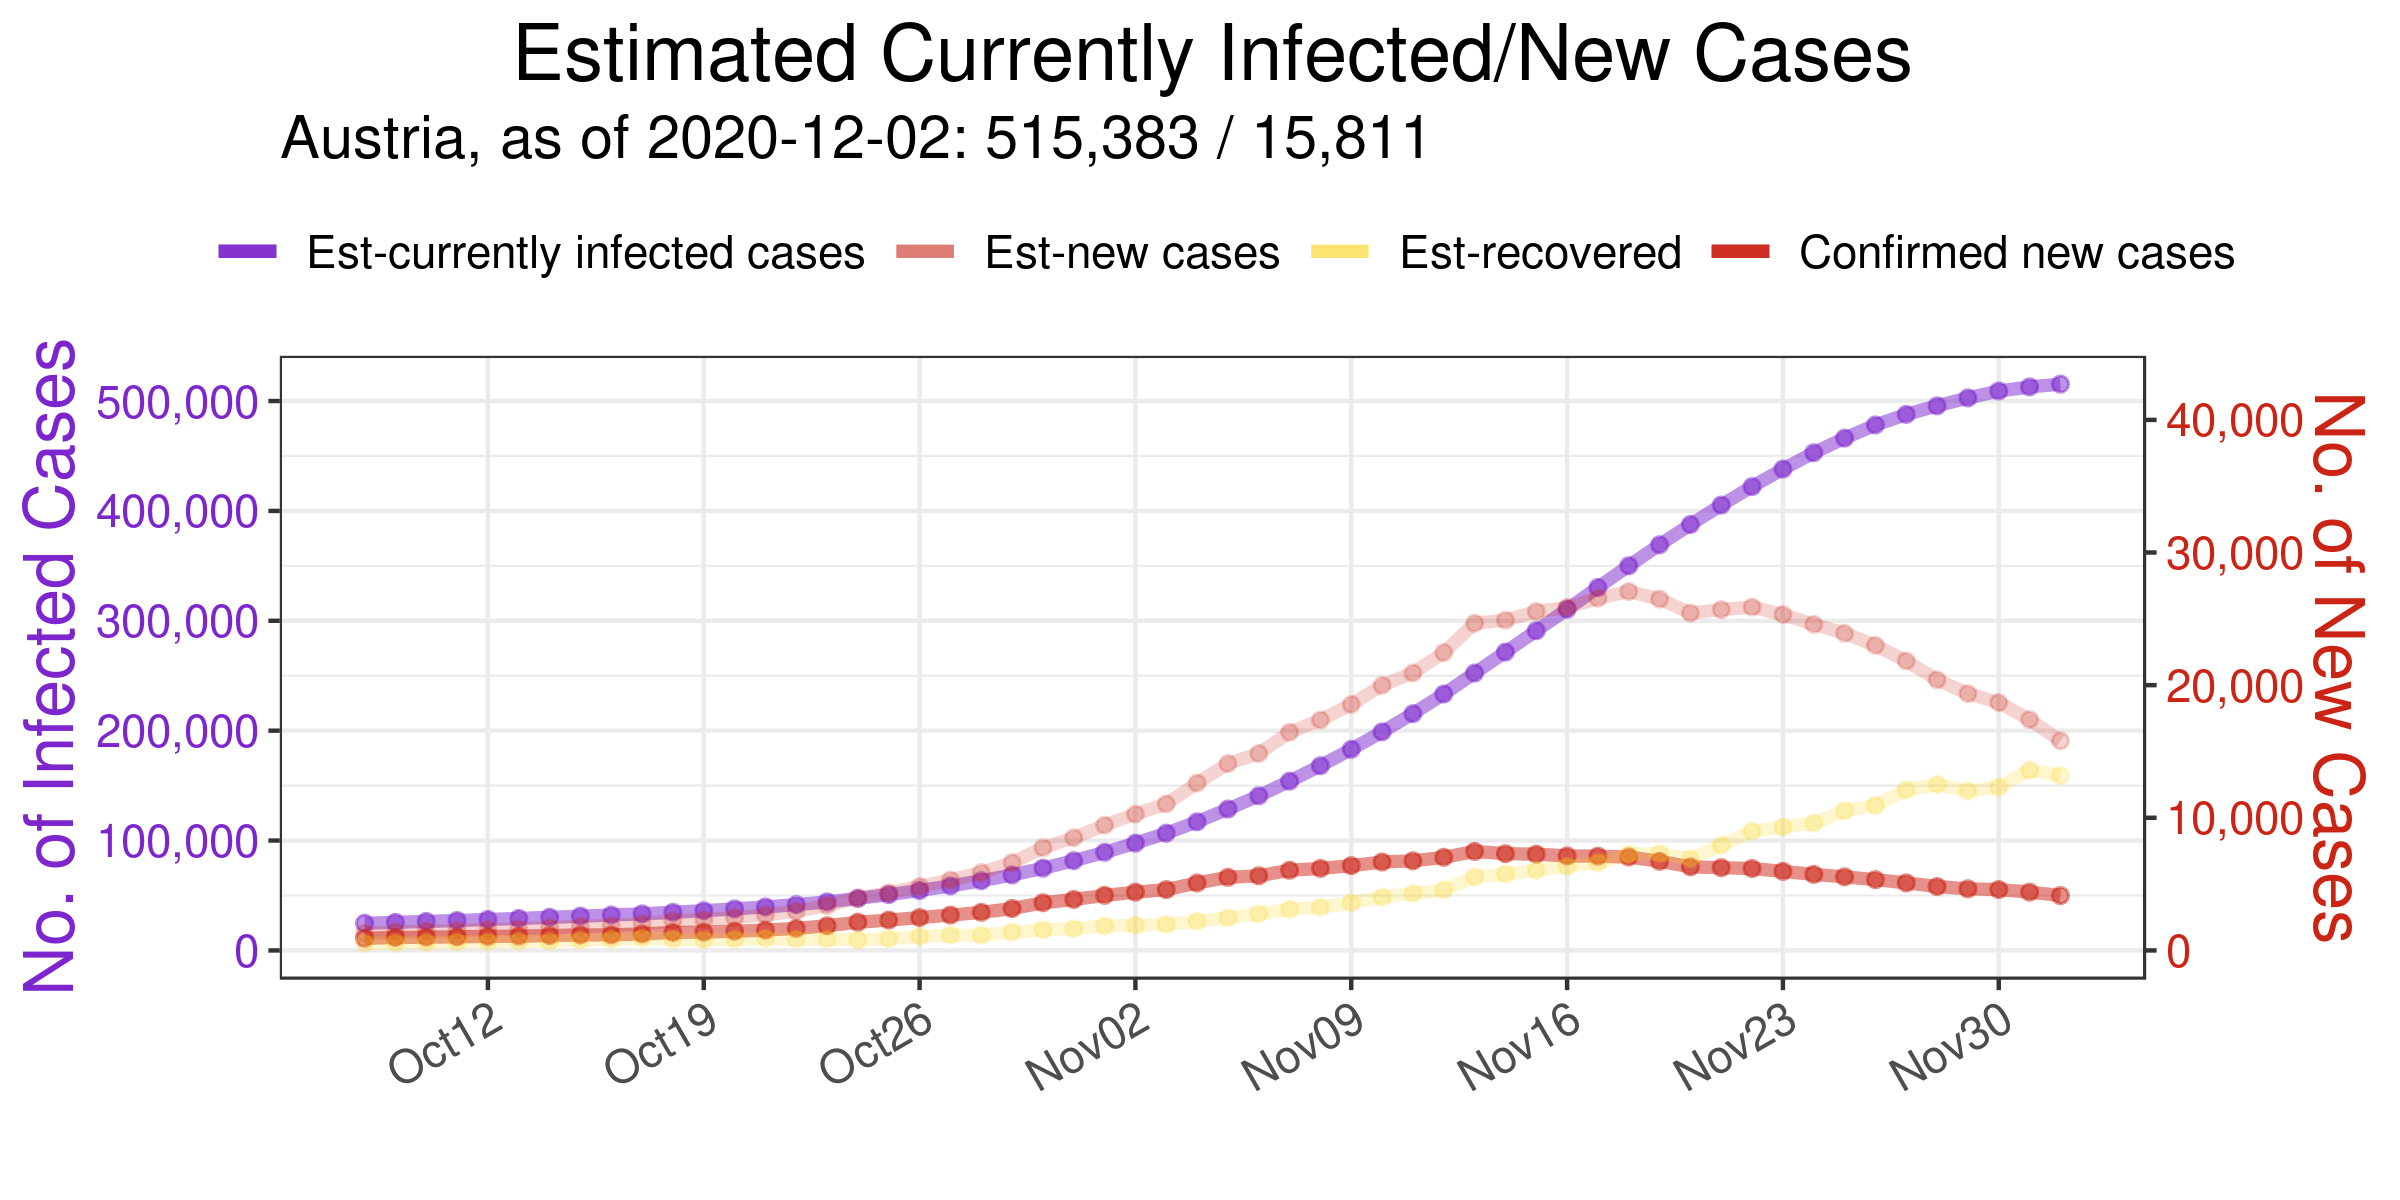 Estimated Currently Infected/New Cases
Austria, as of 2020-12-02: 515,383 / 15,811
Est-currently infected cases Est-new cases Est-recovered Confirmed new cases
No. of Infected Cases
500,000
400,000
300,000
200,000
100,000
0
40,000
30,000
20,000
10,000
0
No. of New Cases
Oct12 Oct19 Oct26 Nov02 Nov09 Nov16 Nov23 Nov30